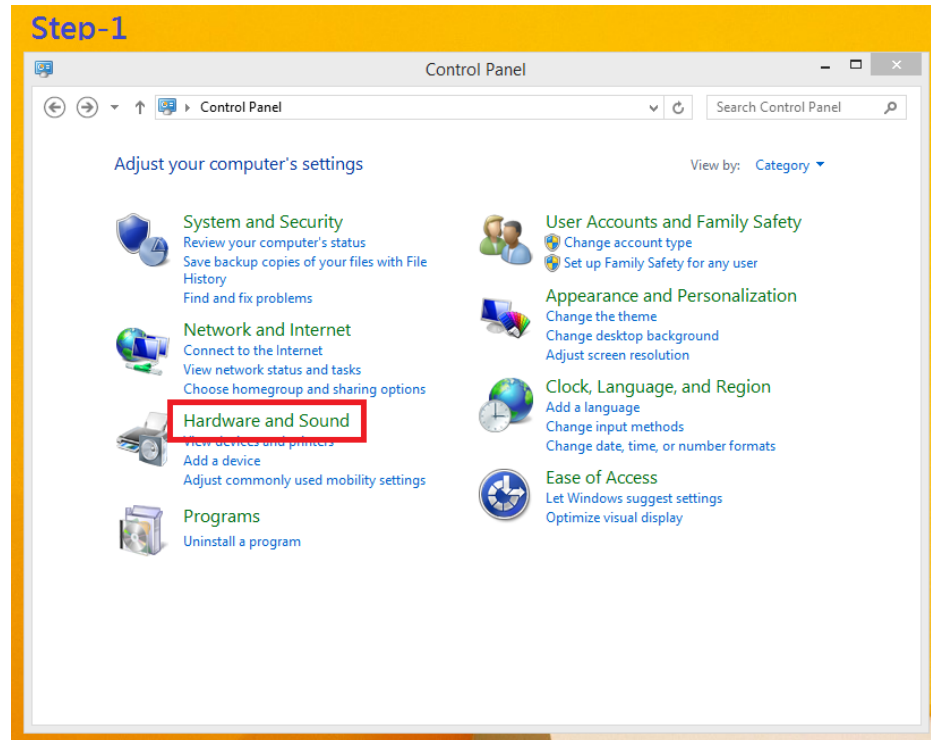 Step-1
Control Panel
Control Panel
Search Control Panel
Adjust your computer's settings
View by: Category
System and Security
Review your computer's status
Save backup copies of your files with File
History
Find and fix problems
Network and Internet
Connect to the Internet
View network status and tasks
Choose homegroup and sharing options
Hardware and Sound
View devices and printers
Add a device
Adjust commonly used mobility settings
Programs
Uninstall a program
User Accounts and Family Safety
Change account type
Set up Family Safety for any user
Appearance and Personalization
Change the theme
Change desktop background
Adjust screen resolution
Clock, Language, and Region
Add a language
Change input methods
Change date, time, or number formats
Ease of Access
Let Windows suggest settings
Optimize visual display